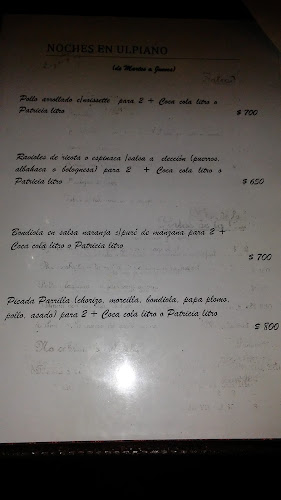 NOCHES EN ULPIANO
(de Martes a Jueves)
Pollo arrollado c/noissette para 2 + Coca cola litro o
Patricia litro
$ 700
Ravioles de ricota o espinaca (salsa a elección (puerros,
albahaca o bolognesa) para 2 + Coca cola litro o
Patricia litro
$ 650
Bondiola en salsa naranja c/puré de manzana para 2 +
Coca cola litro o Patricia litro
$ 700
Picada Parrilla (chorizo, morcilla, bondiola, papa plomo,
pollo, asado) para 2 + Coca cola litro o Patricia litro
$ 800